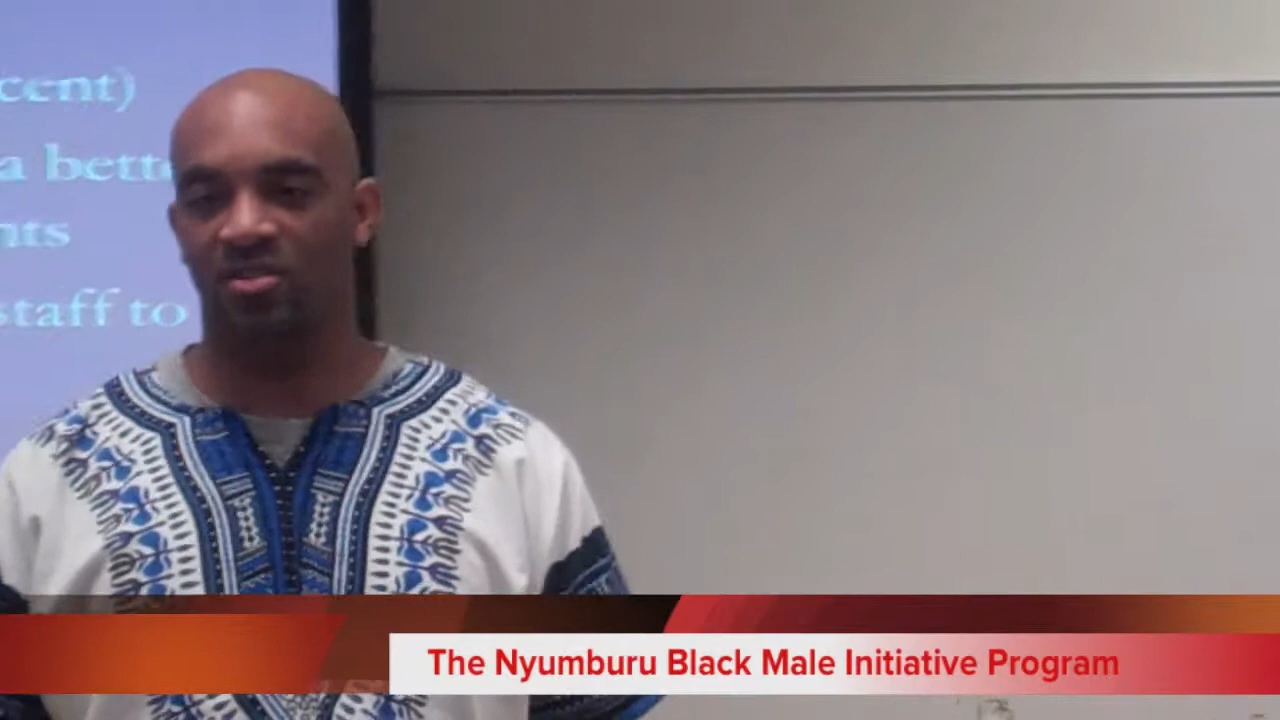 cent)
a bett
nts
staff to
The Nyumburu Black Male Initiative Program